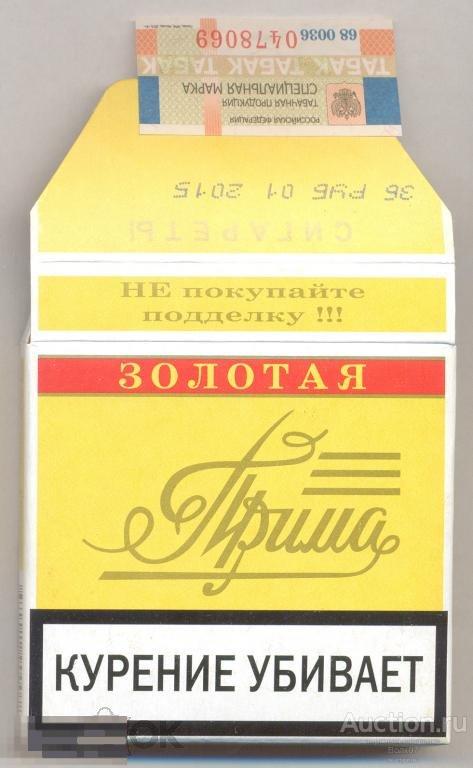 68 0036 0478069
ТАБАК ТАБАК ТАБАК
СПЕЦИАЛЬНАЯ МАРКА
ТАБАЧНАЯ ПРОДУКЦИЯ
РОССИЙСКАЯ ФЕДЕРАЦИЯ
36 РУБ 01 2015
СИГАРЕТЫ
НЕ покупайте
подделку !!!
ЗОЛОТАЯ
Прима
КУРЕНИЕ УБИВАЕТ
Auction.ru